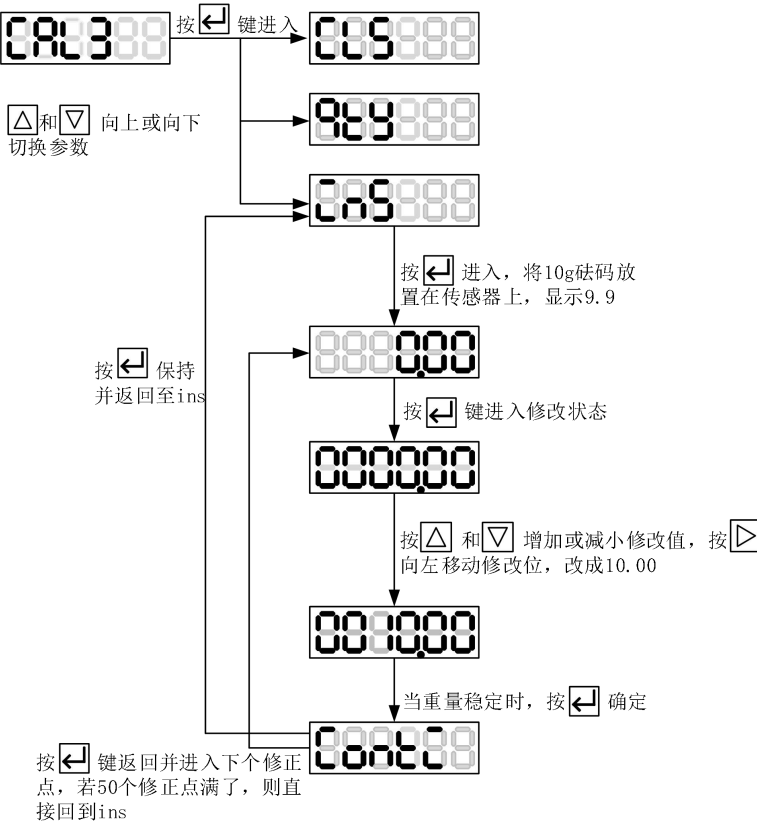 CAL3
按 键进入
CLS
和 向上或向下
切换参数
qty
InS
按 进入，将10g砝码放
置在传感器上，显示9.9
0.00
按 保持
并返回至ins
按 键进入修改状态
0000.00
按 和 增加或减小修改值，按
向左移动修改位，改成10.00
0010.00
当重量稳定时，按 确定
按 键返回并进入下个修正
点，若50个修正点满了，则直
接回到ins